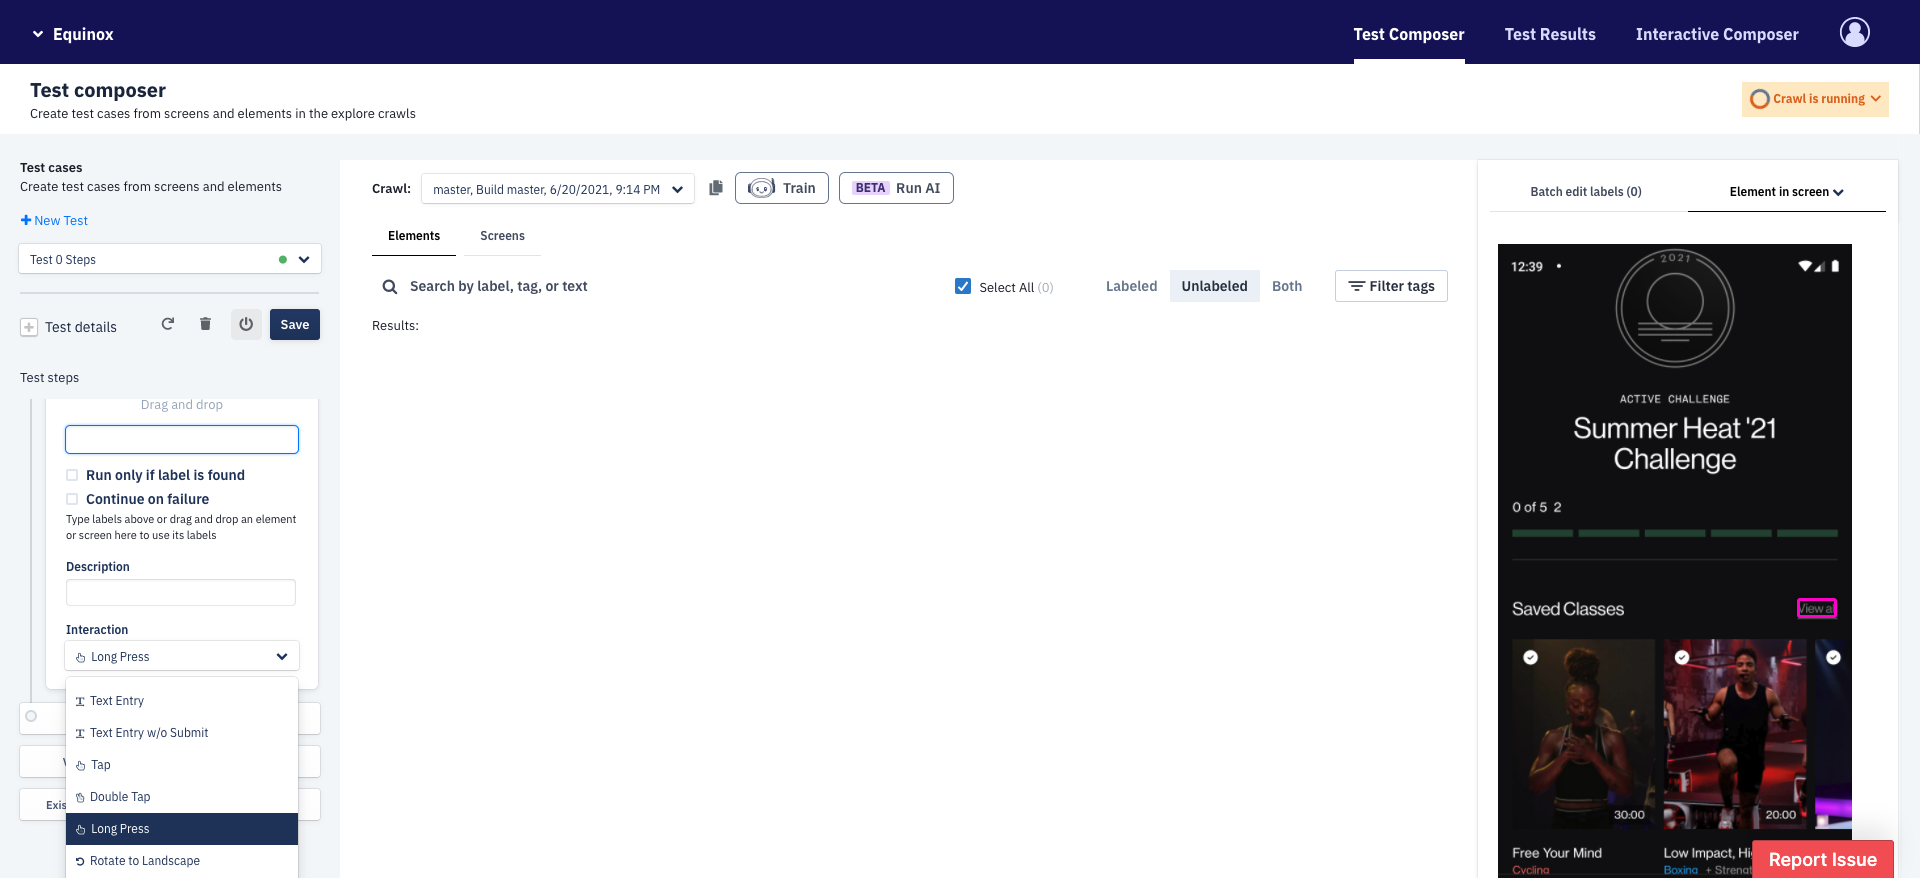 Equinox
Test Composer
Test Results
Interactive Composer
Test composer
Create test cases from screens and elements in the explore crawls
Crawl is running
Test cases
Create test cases from screens and elements
New Test
Test 0 Steps
Test details
Save
Test steps
Drag and drop
Run only if label is found
Continue on failure
Type labels above or drag and drop an element
or screen here to use its labels
Description
Interaction
Long Press
Text Entry
Text Entry w/o Submit
Tap
Double Tap
Exis
Long Press
Rotate to Landscape
Crawl:
master, Build master, 6/20/2021, 9:14 PM
Train
BETA Run AI
Elements
Screens
Search by label, tag, or text
Select All (0)
Labeled
Unlabeled
Both
Filter tags
Results:
Batch edit labels (0)
Element in screen
12:39
2021
ACTIVE CHALLENGE
Summer Heat '21
Challenge
0 of 5 2
Saved Classes
View al
30:00
20:00
Free Your Mind
Cycling
Low Impact, Hi
Boxing + Strengt
Report Issue